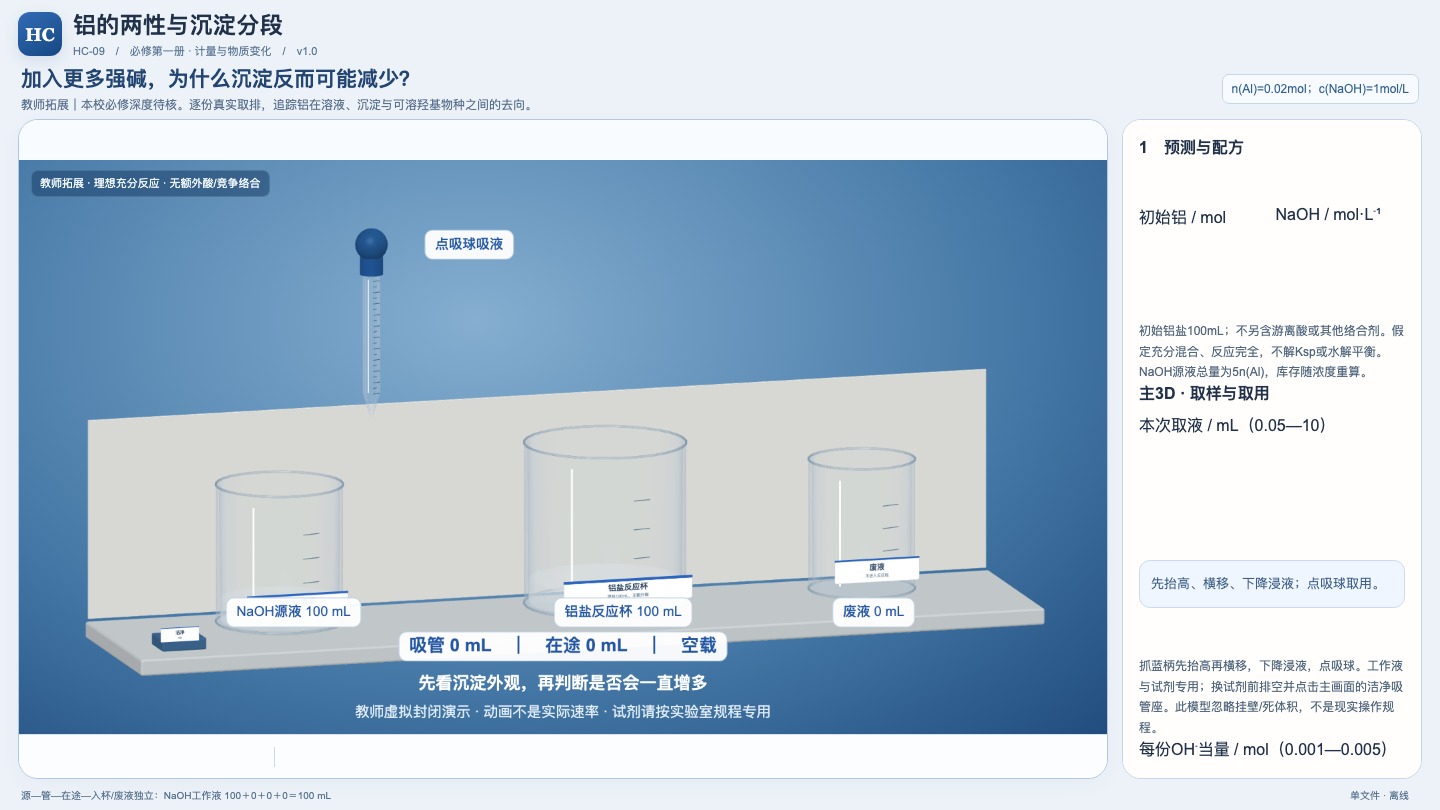 HC
铝的两性与沉淀分段
HC-09 / 必修第一册 · 计量与物质变化 / v1.0
加入更多强碱，为什么沉淀反而可能减少?
教师拓展｜本校必修深度待核。逐份真实取排，追踪铝在溶液、沉淀与可溶羟基物种之间的去向。
n(Al)=0.02mol；c(NaOH)=1mol/L
教师拓展 · 理想充分反应 · 无额外酸/竞争络合
点吸球吸液
铝盐反应杯
废液
洁净
NaOH源液 100 mL
铝盐反应杯 100 mL
废液 0 mL
吸管 0 mL ｜ 在途 0 mL ｜ 空载
先看沉淀外观，再判断是否会一直增多
教师虚拟封闭演示 · 动画不是实际速率 · 试剂请按实验室规程专用
1 预测与配方
初始铝 / mol
NaOH / mol·L⁻¹
初始铝盐100mL；不另含游离酸或其他络合剂。假
定充分混合、反应完全，不解Ksp或水解平衡。
NaOH源液总量为5n(Al)，库存随浓度重算。
主3D · 取样与取用
本次取液 / mL（0.05—10）
先抬高、横移、下降浸液；点吸球取用。
抓蓝柄先抬高再横移，下降浸液，点吸球。工作液
与试剂专用；换试剂前排空并点击主画面的洁净吸
管座。此模型忽略挂壁/死体积，不是现实操作规
程。
每份OH⁻当量 / mol（0.001—0.005）
源—管—在途—入杯/废液独立：NaOH工作液 100＋0＋0＋0＝100 mL
单文件 · 离线